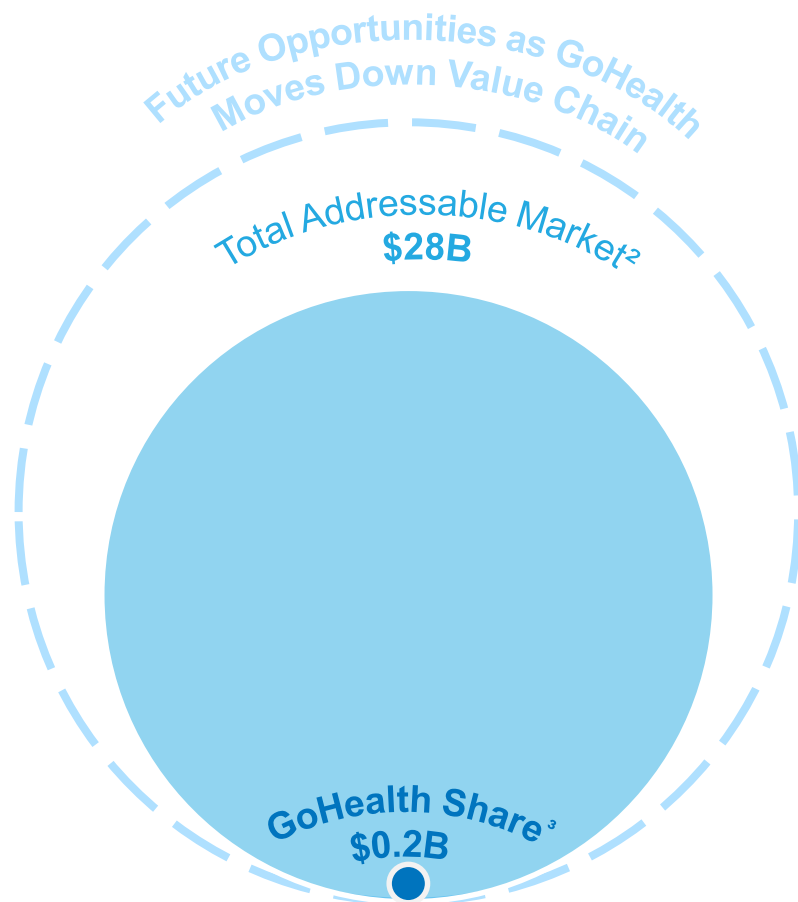 Future Opportunities as GoHealth
Moves Down Value Chain
Total Addressable Market²
$28B
GoHealth Share³
$0.2B